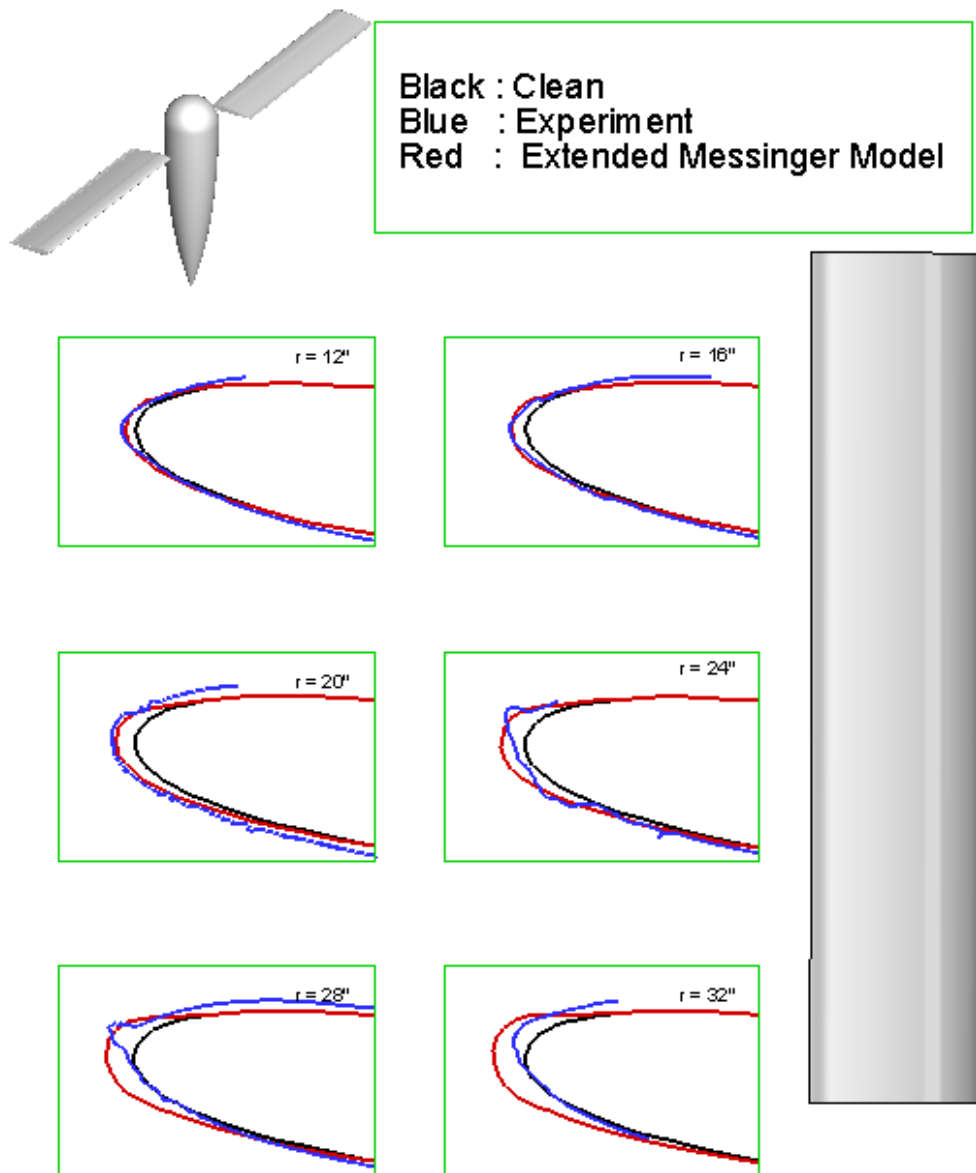 Black : Clean
Blue : Experiment
Red : Extended Messinger Model
r = 12"
r = 16"
r = 20"
r = 24"
r = 28"
r = 32"